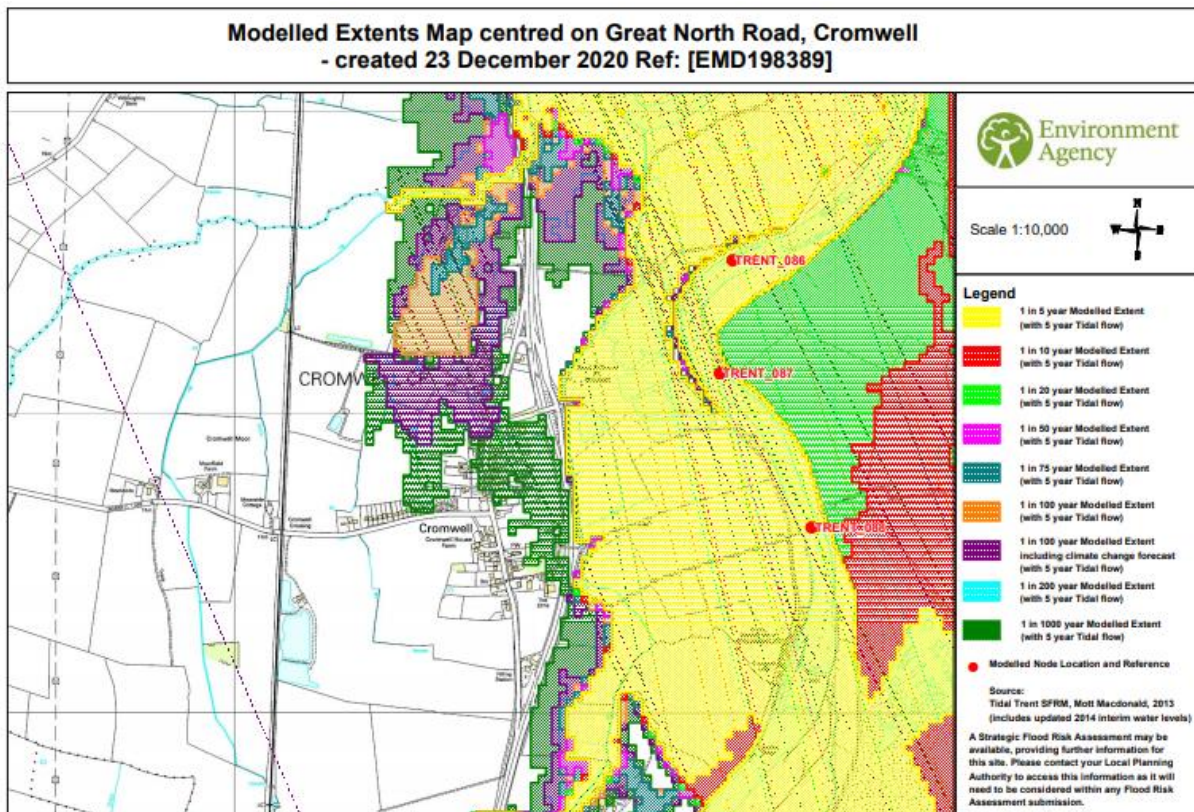 Modelled Extents Map centred on Great North Road, Cromwell
- created 23 December 2020 Ref: [EMD198389]
Environment
Agency
Scale 1:10,000
N
W
E
S
Legend
1 in 5 year Modelled Extent
(with 5 year Tidal flow)
1 in 10 year Modelled Extent
(with 5 year Tidal flow)
1 in 20 year Modelled Extent
(with 5 year Tidal flow)
1 in 50 year Modelled Extent
(with 5 year Tidal flow)
1 in 75 year Modelled Extent
(with 5 year Tidal flow)
1 in 100 year Modelled Extent
(with 5 year Tidal flow)
1 in 100 year Modelled Extent
including climate change forecast
(with 5 year Tidal flow)
1 in 200 year Modelled Extent
(with 5 year Tidal flow)
1 in 1000 year Modelled Extent
(with 5 year Tidal flow)
Modelled Node Location and Reference
Source:
Tidal Trent SFRM, Mott Macdonald, 2013
(includes updated 2014 interim water levels)
A Strategic Flood Risk Assessment may be
available, providing further information for
this site. Please contact your Local Planning
Authority to access this information as it will
need to be considered within any Flood Risk
Assessment submission.
TRENT_086
TRENT_087
CROMW
Cromwell Moor
Moorfield
Farm
Cromwell
Crossing
Cromwell
Cromwell House
Farm
Filling
Station